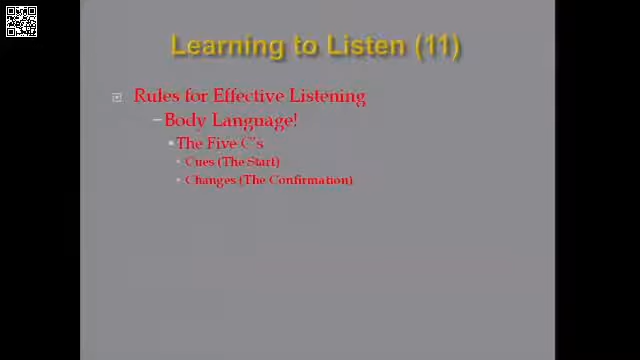 Learning to Listen (11)
Rules for Effective Listening
–Body Language!
The Five C's
Cues (The Start)
Changes (The Confirmation)